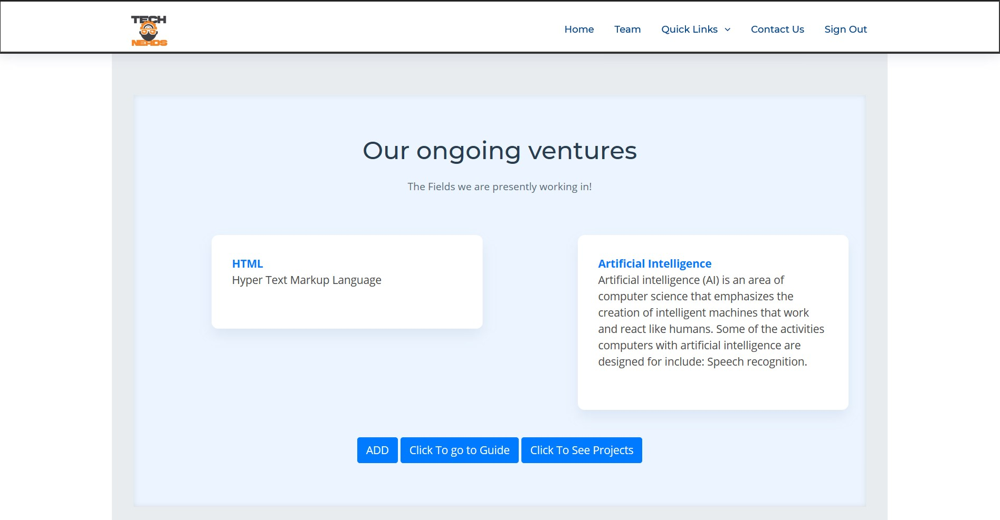 TECH
NERDS
Home Team Quick Links Contact Us Sign Out
Our ongoing ventures
The Fields we are presently working in!
HTML
Hyper Text Markup Language
Artificial Intelligence
Artificial intelligence (AI) is an area of
computer science that emphasizes the
creation of intelligent machines that work
and react like humans. Some of the activities
computers with artificial intelligence are
designed for include: Speech recognition.
ADD Click To go to Guide Click To See Projects